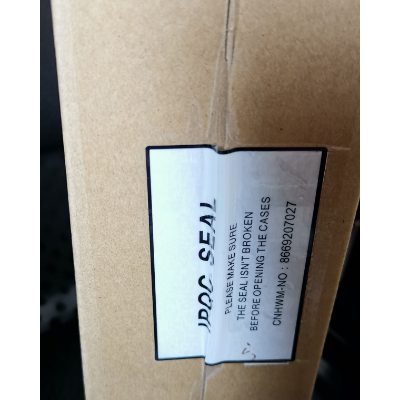 SEAL
PLEASE MAKE SURE
THE SEAL ISN'T BROKEN
BEFORE OPENING THE CASES
CNHWM-NO : 8669207027